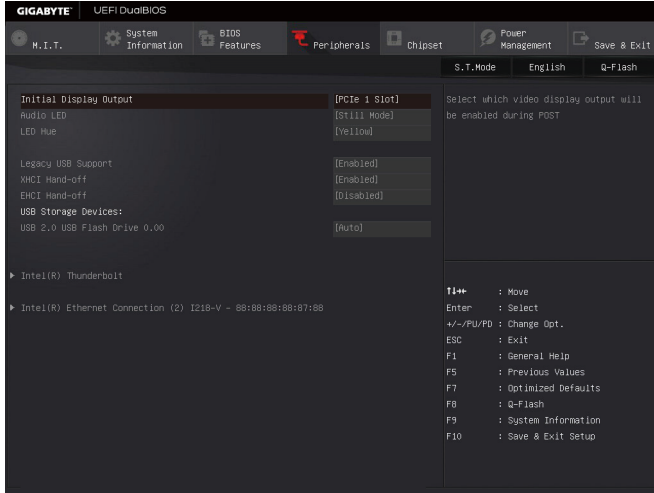 GIGABYTE™ UEFI DualBIOS
M.I.T. System Information BIOS Features Peripherals Chipset Power Management Save & Exit
S.T.Mode English Q-Flash
Initial Display Output [PCIe 1 Slot]
Audio LED [Still Mode]
LED Hue [Yellow]
Legacy USB Support [Enabled]
XHCI Hand-off [Enabled]
EHCI Hand-off [Disabled]
USB Storage Devices:
USB 2.0 USB Flash Drive 0.00 [Auto]
Intel(R) Thunderbolt
Intel(R) Ethernet Connection (2) I218-V - 88:88:88:88:87:88
Select which video display output will
be enabled during POST
↑↓→← : Move
Enter : Select
+/-/PU/PD : Change Opt.
ESC : Exit
F1 : General Help
F5 : Previous Values
F7 : Optimized Defaults
F8 : Q-Flash
F9 : System Information
F10 : Save & Exit Setup